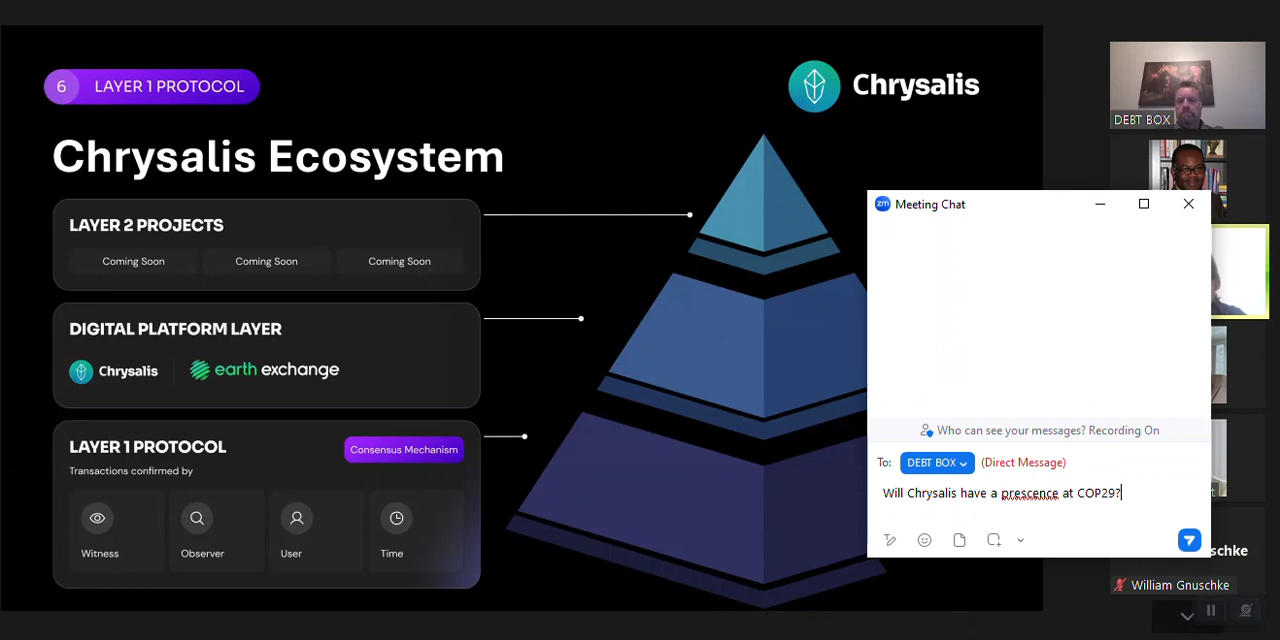 6 LAYER 1 PROTOCOL
Chrysalis
Chrysalis Ecosystem
LAYER 2 PROJECTS
Coming Soon Coming Soon Coming Soon
DIGITAL PLATFORM LAYER
Chrysalis earth exchange
LAYER 1 PROTOCOL
Consensus Mechanism
Transactions confirmed by
Witness Observer User Time
zm Meeting Chat
Who can see your messages? Recording On
To: DEBT BOX (Direct Message)
Will Chrysalis have a prescence at COP29?
DEBT BOX
schke
William Gnuschke